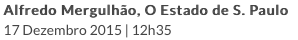 Alfredo Mergulhão, O Estado de S. Paulo
17 Dezembro 2015 | 12h35